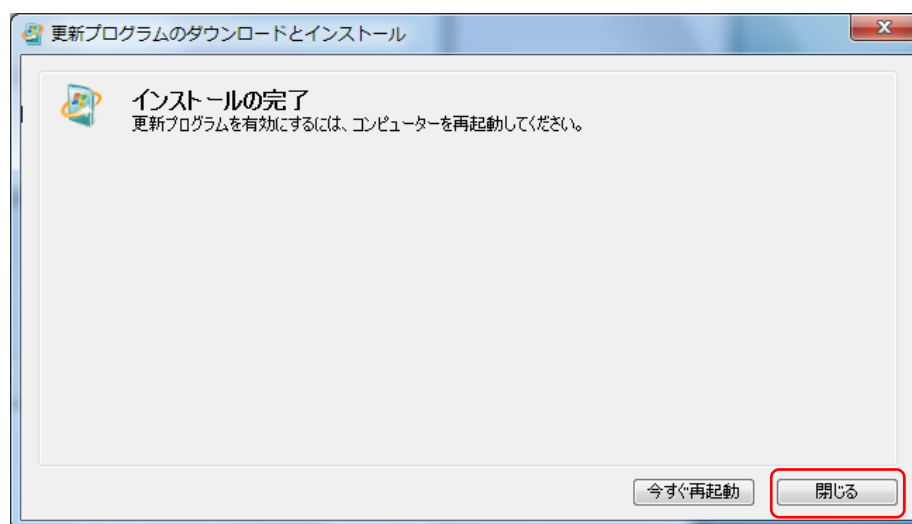 更新プログラムのダウンロードとインストール
インストールの完了
更新プログラムを有効にするには、コンピューターを再起動してください。
今すぐ再起動
閉じる